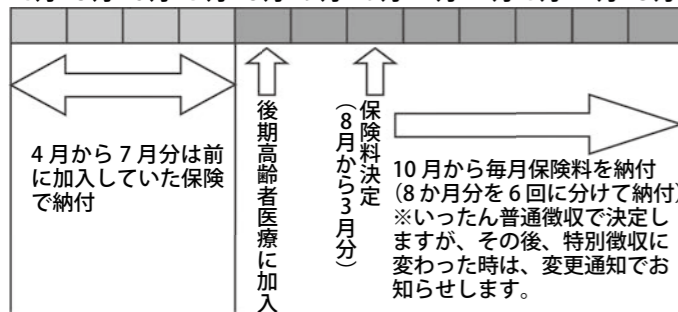 4月から7月分は前
に加入していた保険
で納付
後期高齢者医療に加入
保険料決定
（8月から3月分）
10月から毎月保険料を納付
（8か月分を6回に分けて納付）
※いったん普通徴収で決定し
ますが、その後、特別徴収に
変わった時は、変更通知でお
知らせします。